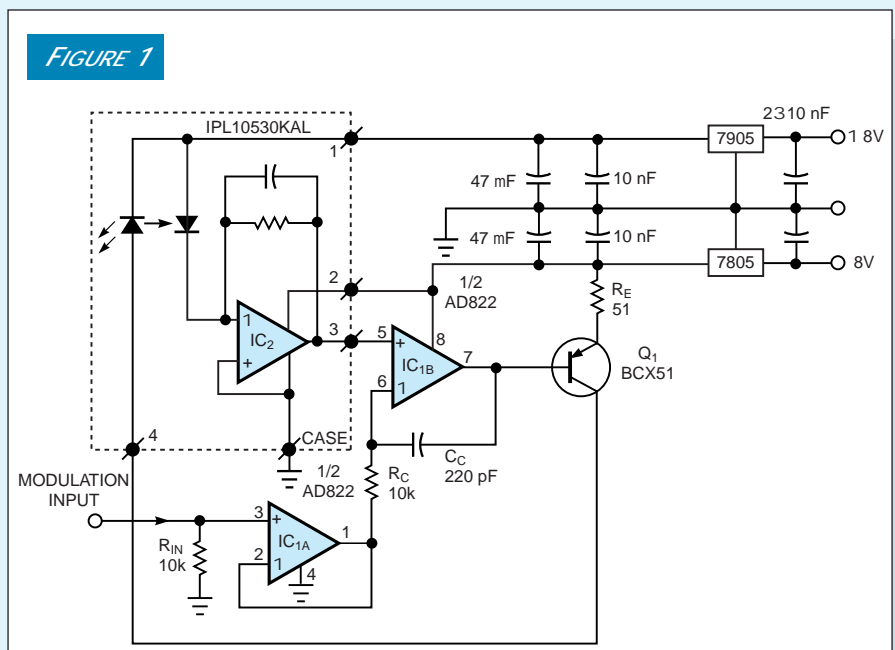 FIGURE 1
IPL10530KAL
2310 nF
1
7905
1 8V
47 mF
10 nF
47 mF
10 nF
2
1/2
AD822
7805
8V
RE
51
1
IC2
+
3
5
+
8
IC1B
7
6
1
Q1
BCX51
4
CASE
1/2
AD822
RC
10k
CC
220 pF
MODULATION
INPUT
3
+
1
RIN
10k
IC1A
2
1
4